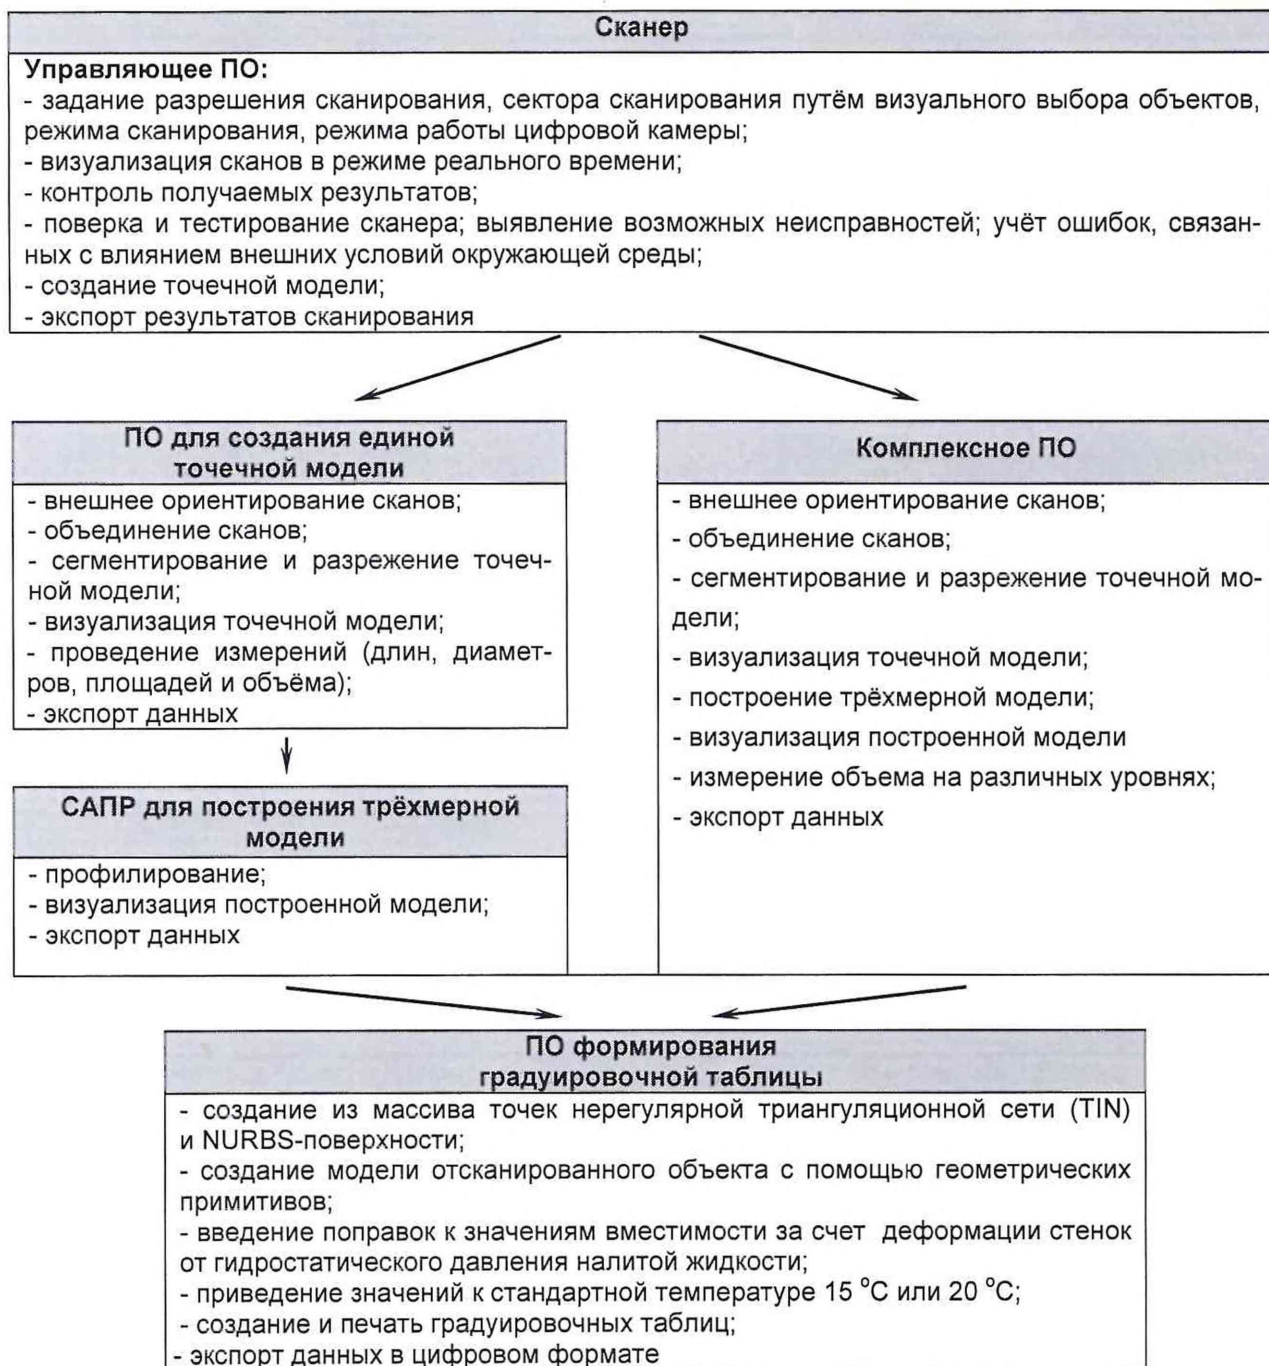 Сканер
Управляющее ПО:
- задание разрешения сканирования, сектора сканирования путём визуального выбора объектов,
режима сканирования, режима работы цифровой камеры;
- визуализация сканов в режиме реального времени;
- контроль получаемых результатов;
- поверка и тестирование сканера; выявление возможных неисправностей; учёт ошибок, связан-
ных с влиянием внешних условий окружающей среды;
- создание точечной модели;
- экспорт результатов сканирования
ПО для создания единой
точечной модели
- внешнее ориентирование сканов;
- объединение сканов;
- сегментирование и разрежение точеч-
ной модели;
- визуализация точечной модели;
- проведение измерений (длин, диамет-
ров, площадей и объёма);
- экспорт данных
САПР для построения трёхмерной
модели
- профилирование;
- визуализация построенной модели;
- экспорт данных
Комплексное ПО
- внешнее ориентирование сканов;
- объединение сканов;
- сегментирование и разрежение точечной мо-
дели;
- визуализация точечной модели;
- построение трёхмерной модели;
- визуализация построенной модели
- измерение объема на различных уровнях;
- экспорт данных
ПО формирования
градуировочной таблицы
- создание из массива точек нерегулярной триангуляционной сети (TIN)
и NURBS-поверхности;
- создание модели отсканированного объекта с помощью геометрических
примитивов;
- введение поправок к значениям вместимости за счет деформации стенок
от гидростатического давления налитой жидкости;
- приведение значений к стандартной температуре 15 °С или 20 °С;
- создание и печать градуировочных таблиц;
- экспорт данных в цифровом формате